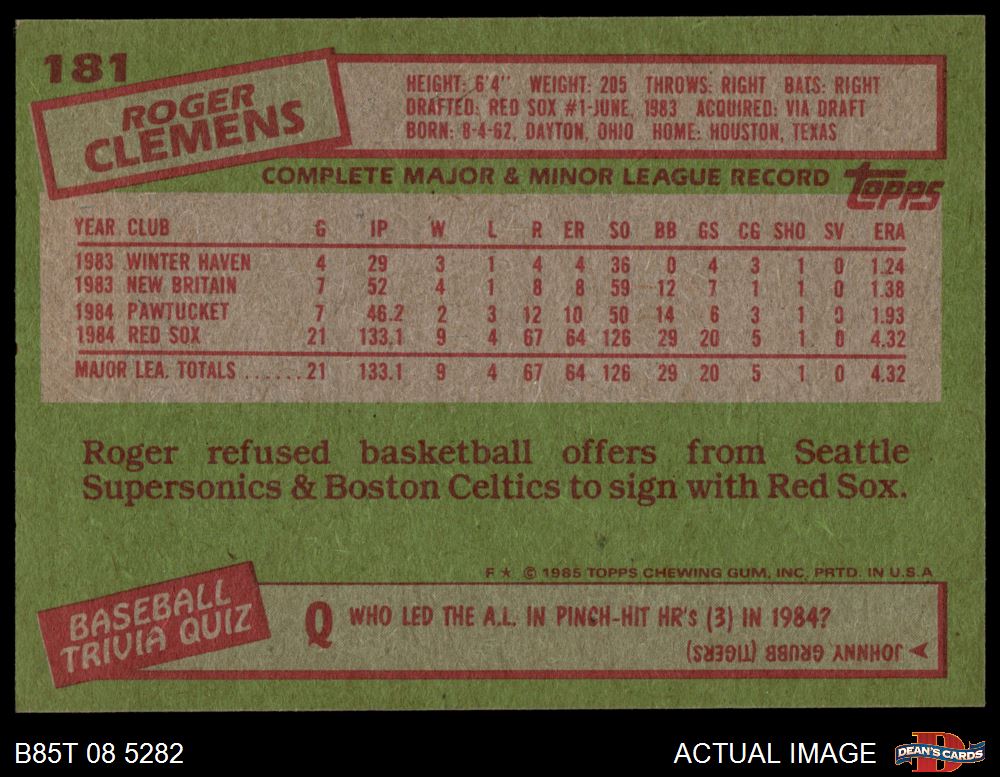 181
ROGER
CLEMENS
HEIGHT: 6'4" WEIGHT: 205 THROWS: RIGHT BATS: RIGHT
DRAFTED: RED SOX #1-JUNE, 1983 ACQUIRED: VIA DRAFT
BORN: 8-4-62, DAYTON, OHIO HOME: HOUSTON, TEXAS
COMPLETE MAJOR & MINOR LEAGUE RECORD topps
YEAR CLUB G IP W L R ER SO BB GS CG SHO SV ERA
1983 WINTER HAVEN 4 29 3 1 4 4 36 0 4 3 1 0 1.24
1983 NEW BRITAIN 7 52 4 1 8 8 59 12 7 1 1 0 1.38
1984 PAWTUCKET 7 46.2 2 3 12 10 50 14 6 3 1 0 1.93
1984 RED SOX 21 133.1 9 4 67 64 126 29 20 5 1 0 4.32
MAJOR LEA. TOTALS ......21 133.1 9 4 67 64 126 29 20 5 1 0 4.32
Roger refused basketball offers from Seattle
Supersonics & Boston Celtics to sign with Red Sox.
F ★ © 1985 TOPPS CHEWING GUM, INC. PRTD. IN U.S.A
BASEBALL
TRIVIA QUIZ
Q WHO LED THE A.L. IN PINCH-HIT HR's (3) IN 1984?
JOHNNY GRUBB (TIGERS)
B85T 08 5282
ACTUAL IMAGE
D
DEAN'S CARDS